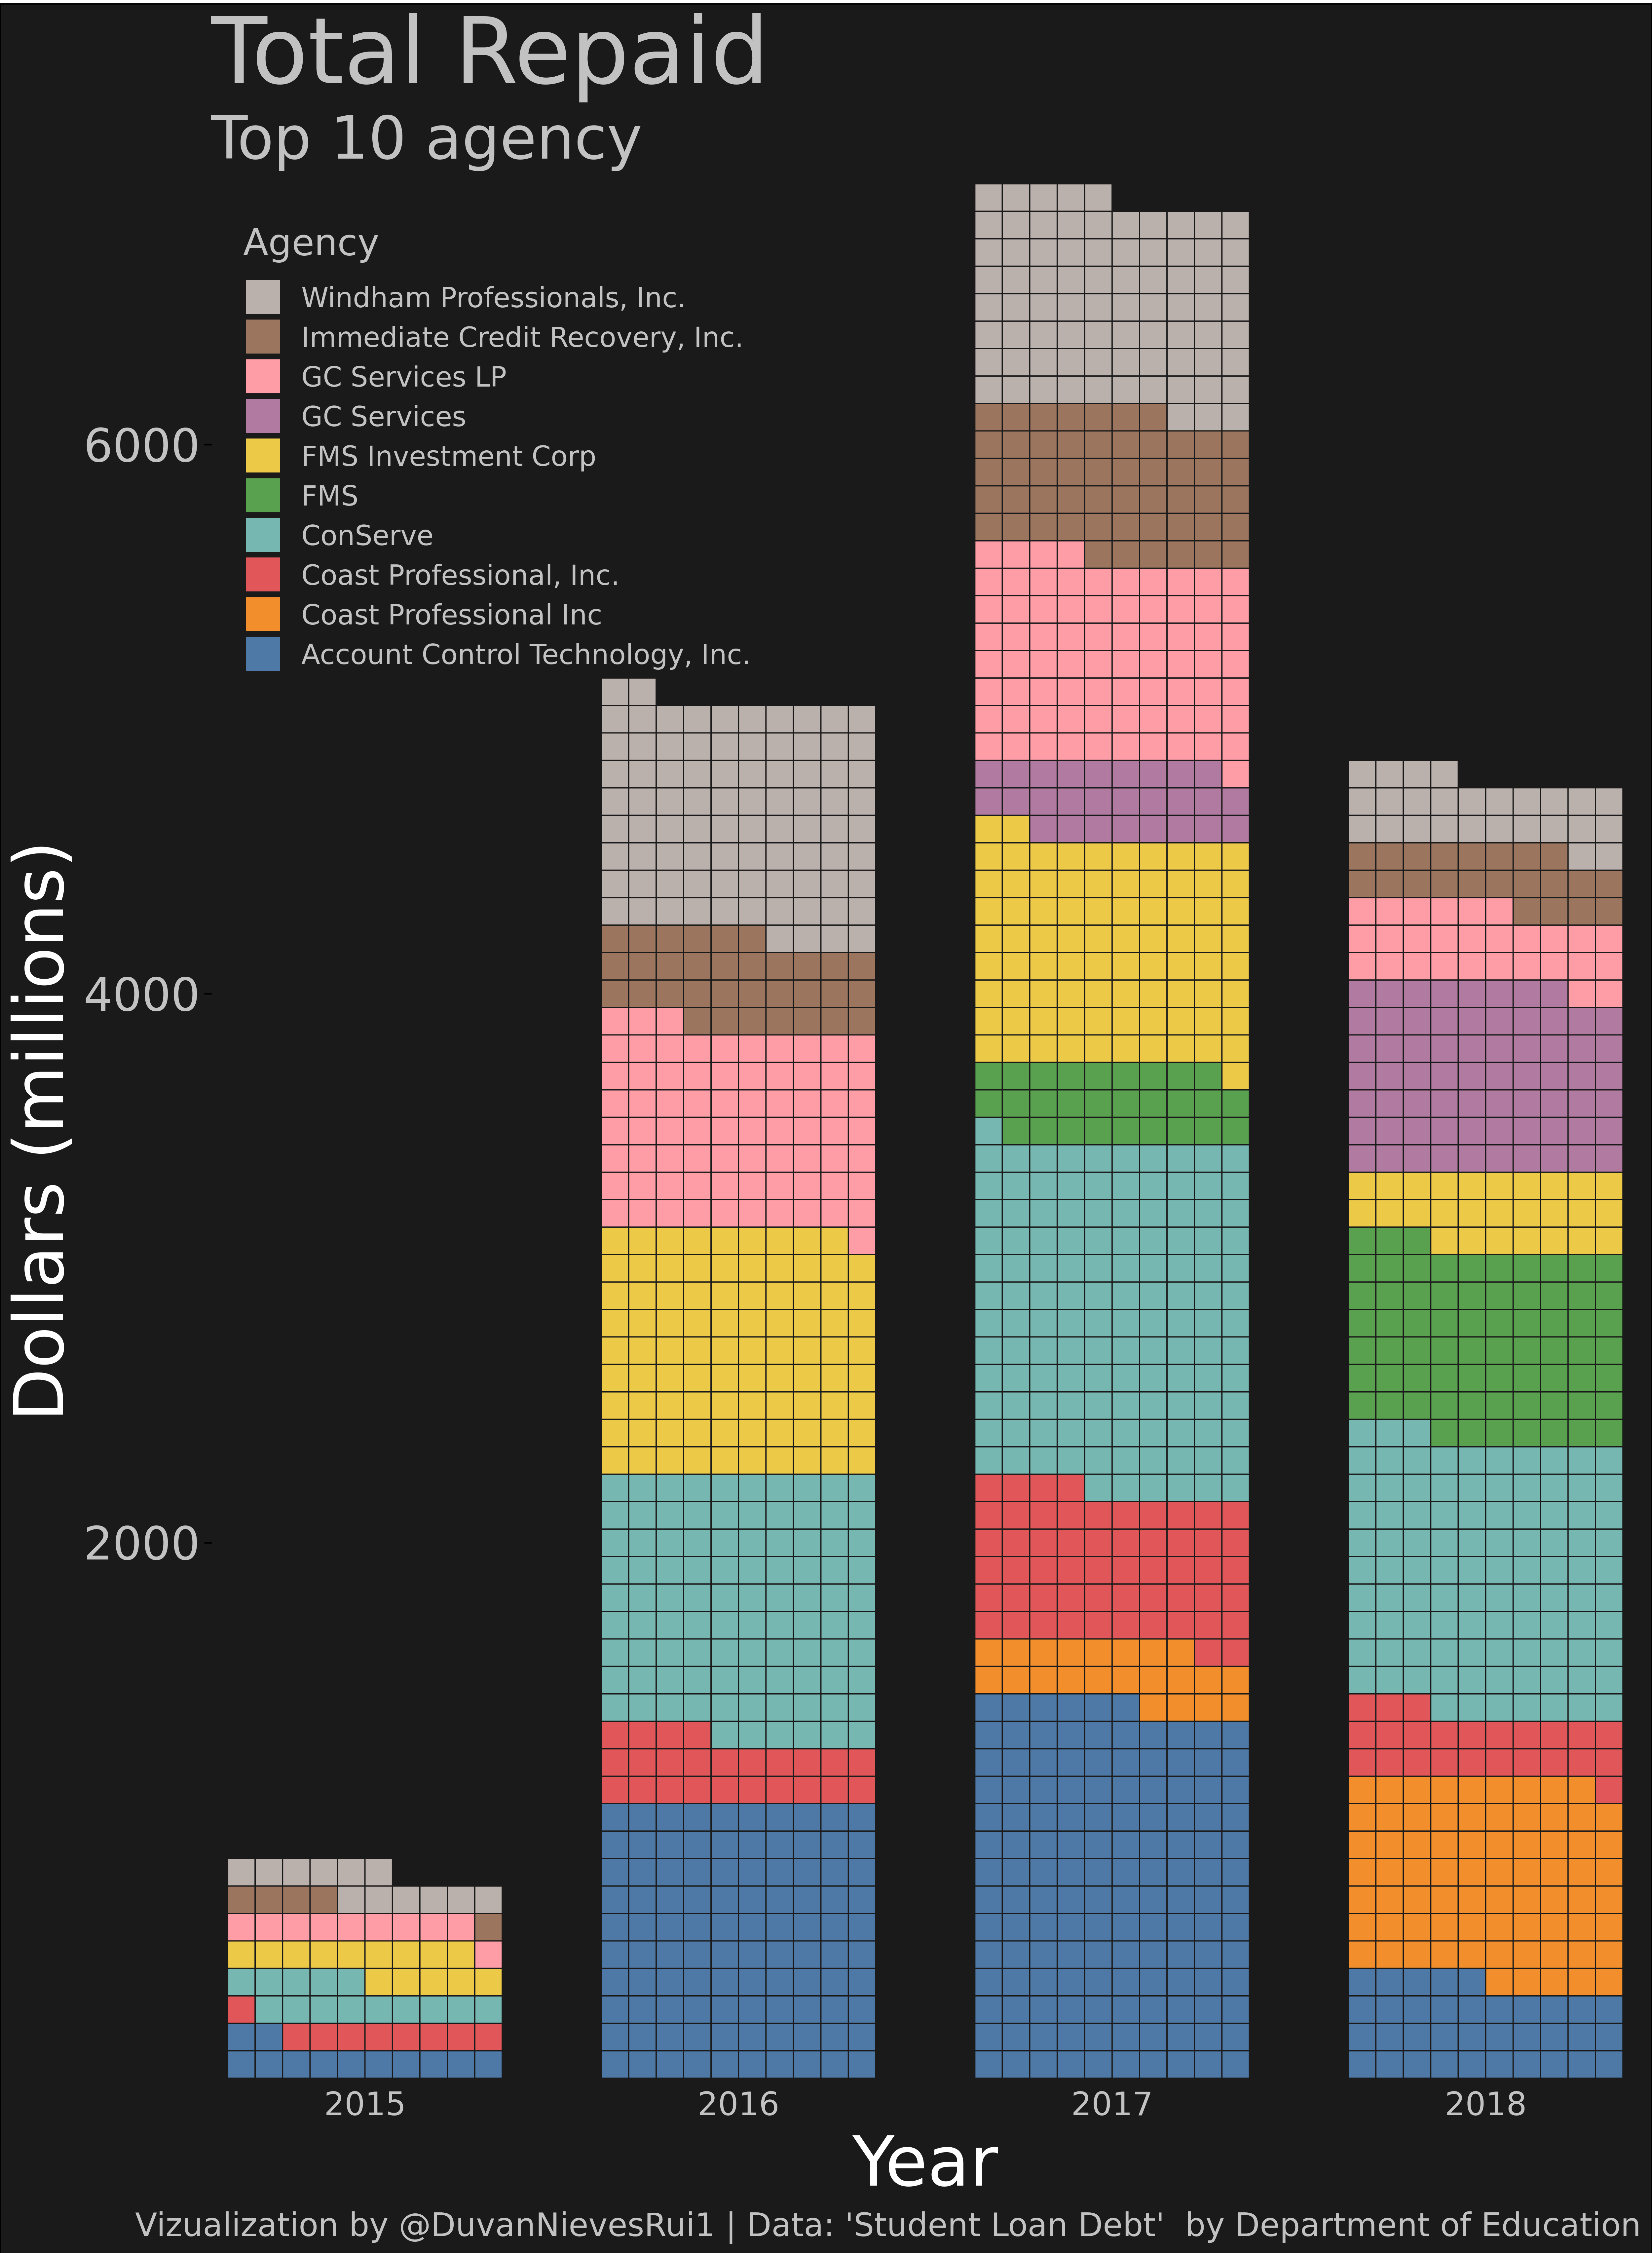 Total Repaid
Top 10 agency
Agency
Windham Professionals, Inc.
Immediate Credit Recovery, Inc.
GC Services LP
GC Services
FMS Investment Corp
FMS
ConServe
Coast Professional, Inc.
Coast Professional Inc
Account Control Technology, Inc.
6000
4000
2000
Dollars (millions)
2015
2016
2017
2018
Year
Vizualization by @DuvanNievesRui1 | Data: 'Student Loan Debt'  by Department of Education